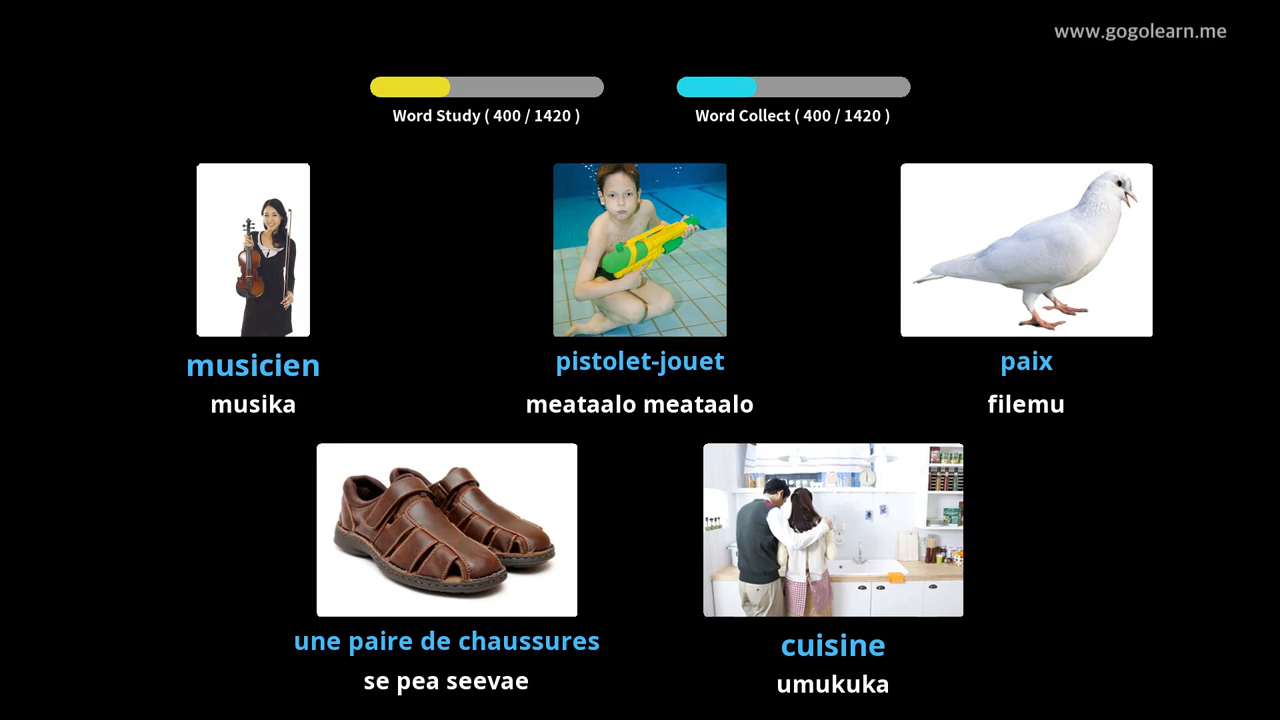 www.gogolearn.me
Word Study ( 400 / 1420 )
Word Collect ( 400 / 1420 )
musicien
musika
pistolet-jouet
meataalo meataalo
paix
filemu
une paire de chaussures
se pea seevae
cuisine
umukuka